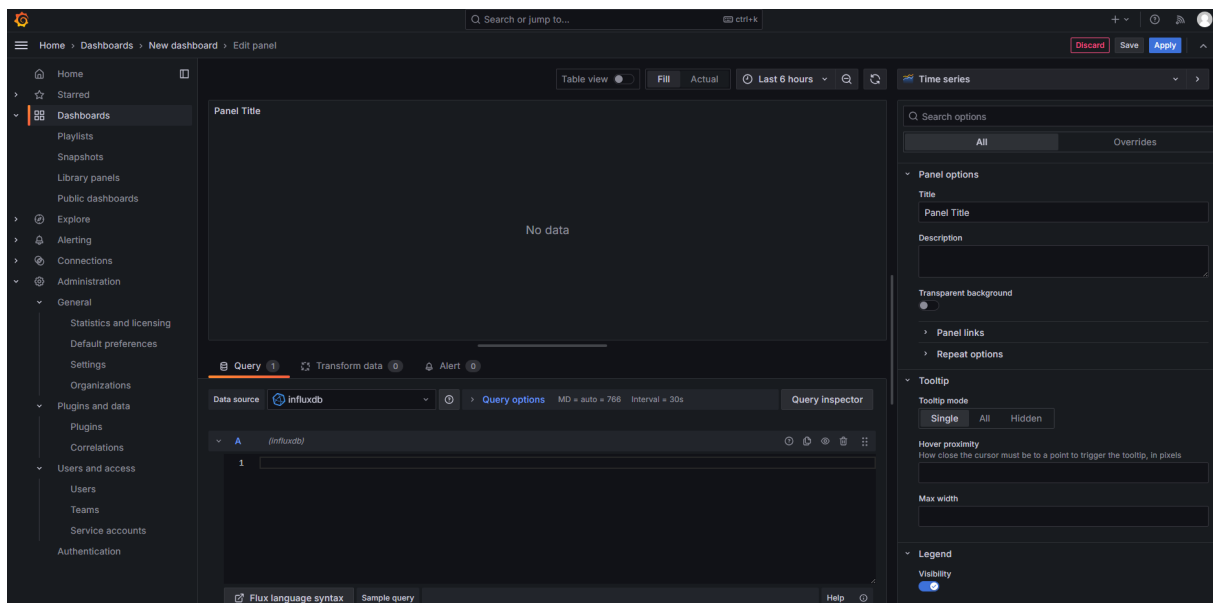 Search or jump to...
ctrl+k
Home › Dashboards › New dashboard › Edit panel
Discard
Save
Apply
Home
Starred
Dashboards
Playlists
Snapshots
Library panels
Public dashboards
Explore
Alerting
Connections
Administration
General
Statistics and licensing
Default preferences
Settings
Organizations
Plugins and data
Plugins
Correlations
Users and access
Users
Teams
Service accounts
Authentication
Table view
Fill
Actual
Last 6 hours
Panel Title
No data
Query 1
Transform data 0
Alert 0
Data source
influxdb
Query options
MD = auto = 766
Interval = 30s
Query inspector
A
(influxdb)
1
Flux language syntax
Sample query
Help
Time series
Search options
All
Overrides
Panel options
Title
Panel Title
Description
Transparent background
Panel links
Repeat options
Tooltip
Tooltip mode
Single
All
Hidden
Hover proximity
How close the cursor must be to a point to trigger the tooltip, in pixels
Max width
Legend
Visibility